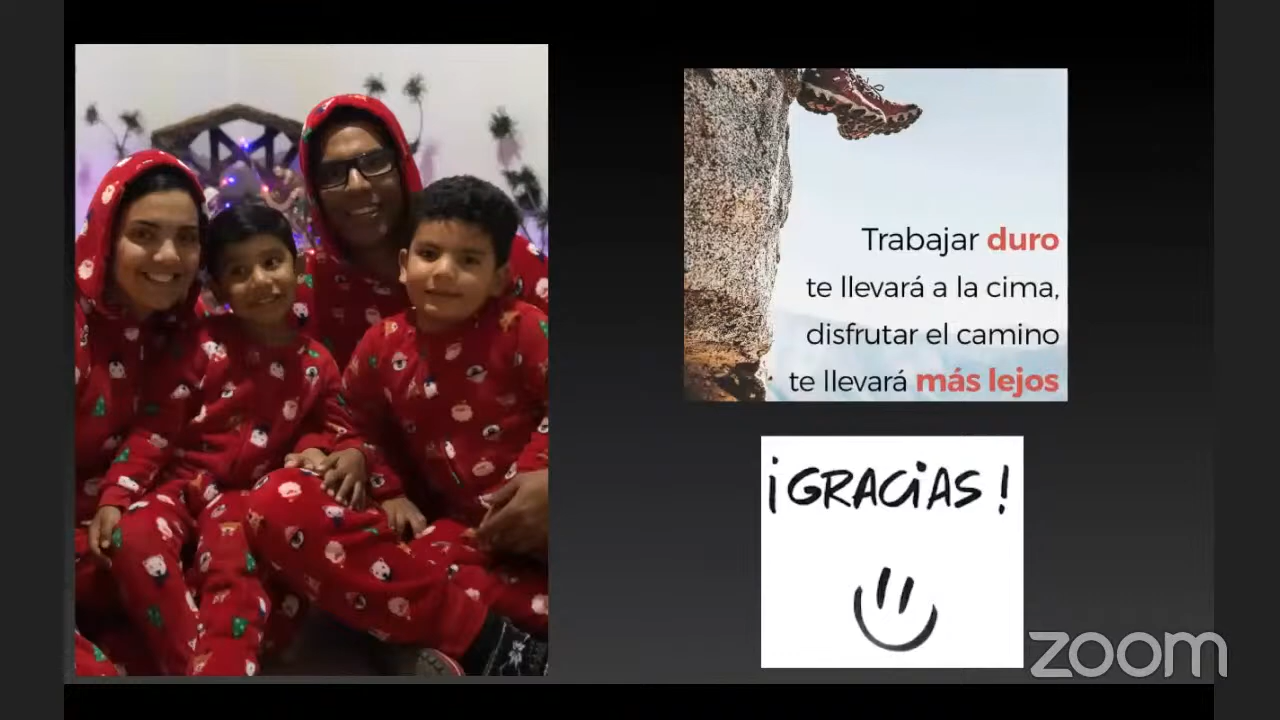 Trabajar duro
te llevará a la cima,
disfrutar el camino
te llevará más lejos
¡GRACiAS!
zoom